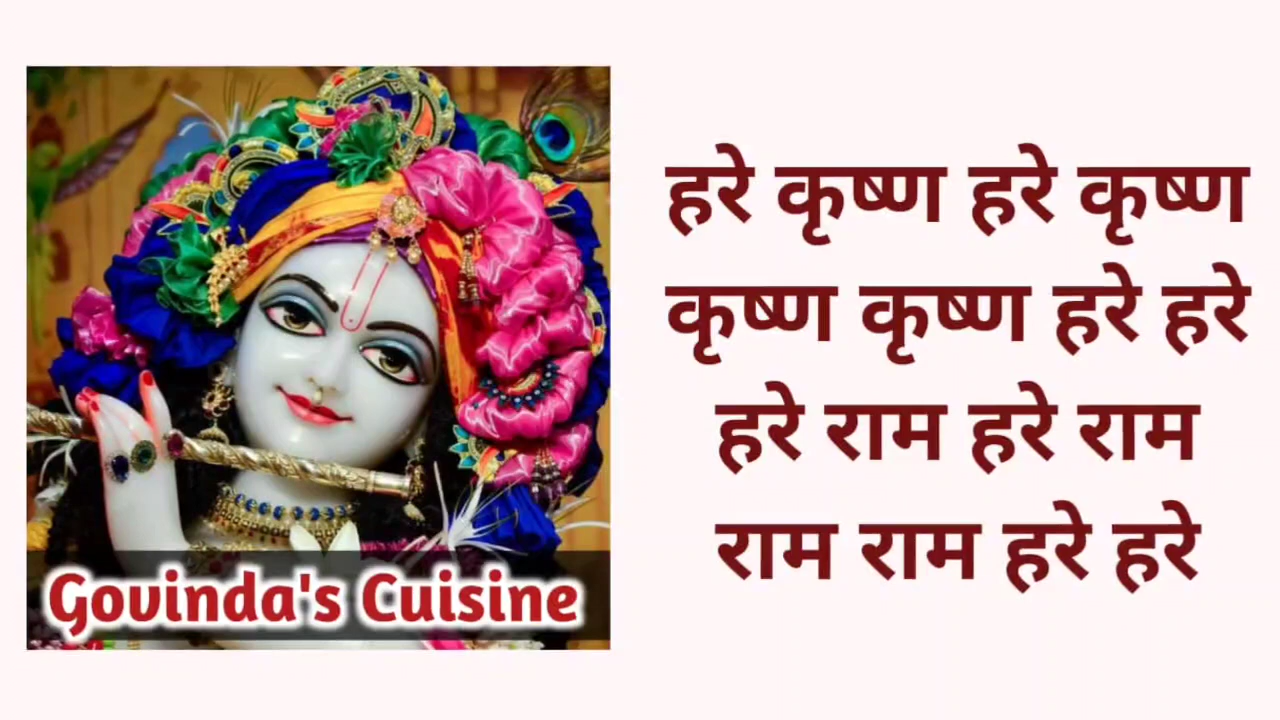 Govinda's Cuisine
हरे कृष्ण हरे कृष्ण
कृष्ण कृष्ण हरे हरे
हरे राम हरे राम
राम राम हरे हरे